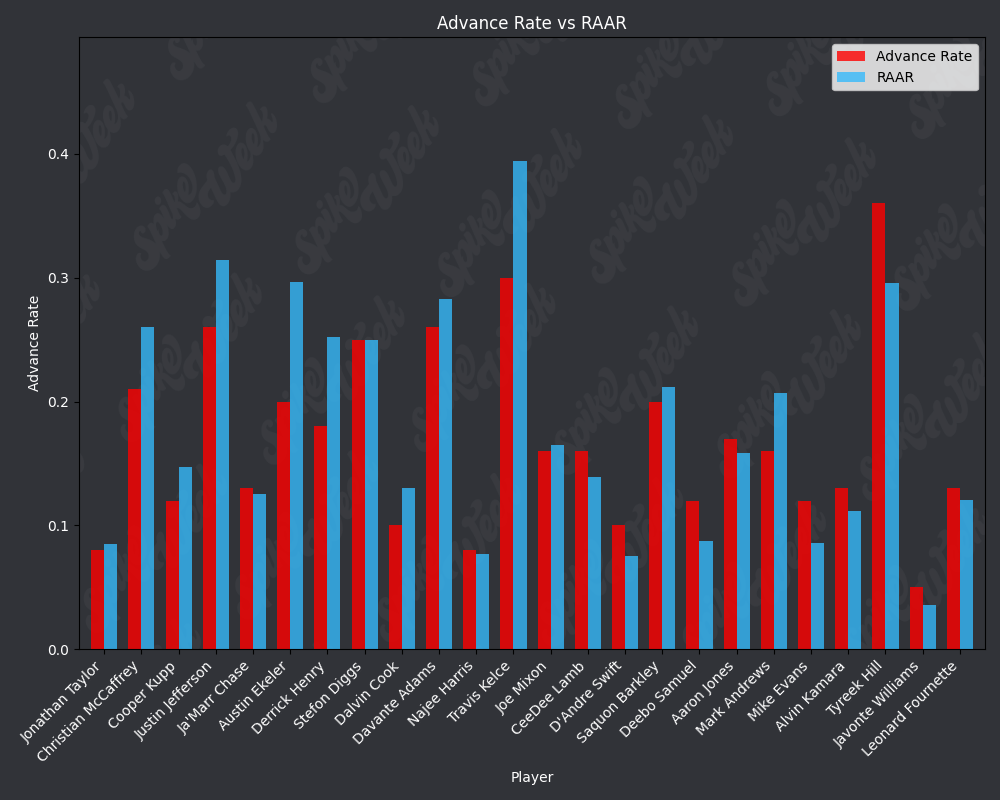 Advance Rate vs RAAR
Advance Rate
RAAR
Advance Rate
0.4
0.3
0.2
0.1
0.0
Jonathan Taylor
Christian McCaffrey
Cooper Kupp
Justin Jefferson
Ja'Marr Chase
Austin Ekeler
Derrick Henry
Stefon Diggs
Dalvin Cook
Davante Adams
Najee Harris
Travis Kelce
Joe Mixon
CeeDee Lamb
D'Andre Swift
Saquon Barkley
Deebo Samuel
Aaron Jones
Mark Andrews
Mike Evans
Alvin Kamara
Tyreek Hill
Javonte Williams
Leonard Fournette
Player
Spike Week